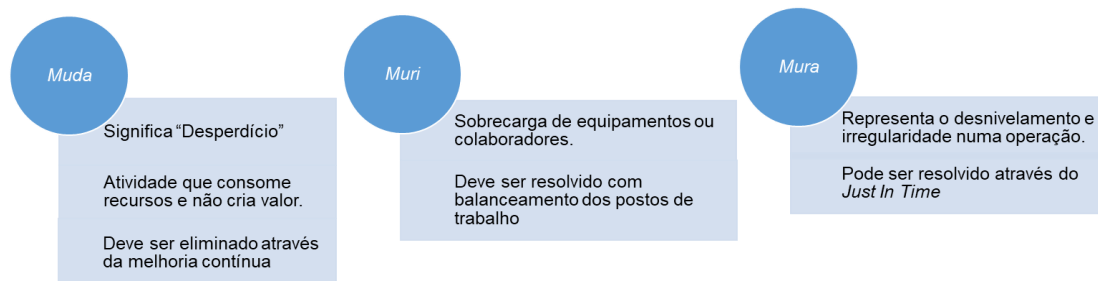 Muda
Significa “Desperdício”
Atividade que consome
recursos e não cria valor.
Deve ser eliminado através
da melhoria contínua
Muri
Sobrecarga de equipamentos ou
colaboradores.
Deve ser resolvido com
balanceamento dos postos de
trabalho
Mura
Representa o desnivelamento e
irregularidade numa operação.
Pode ser resolvido através do
Just In Time